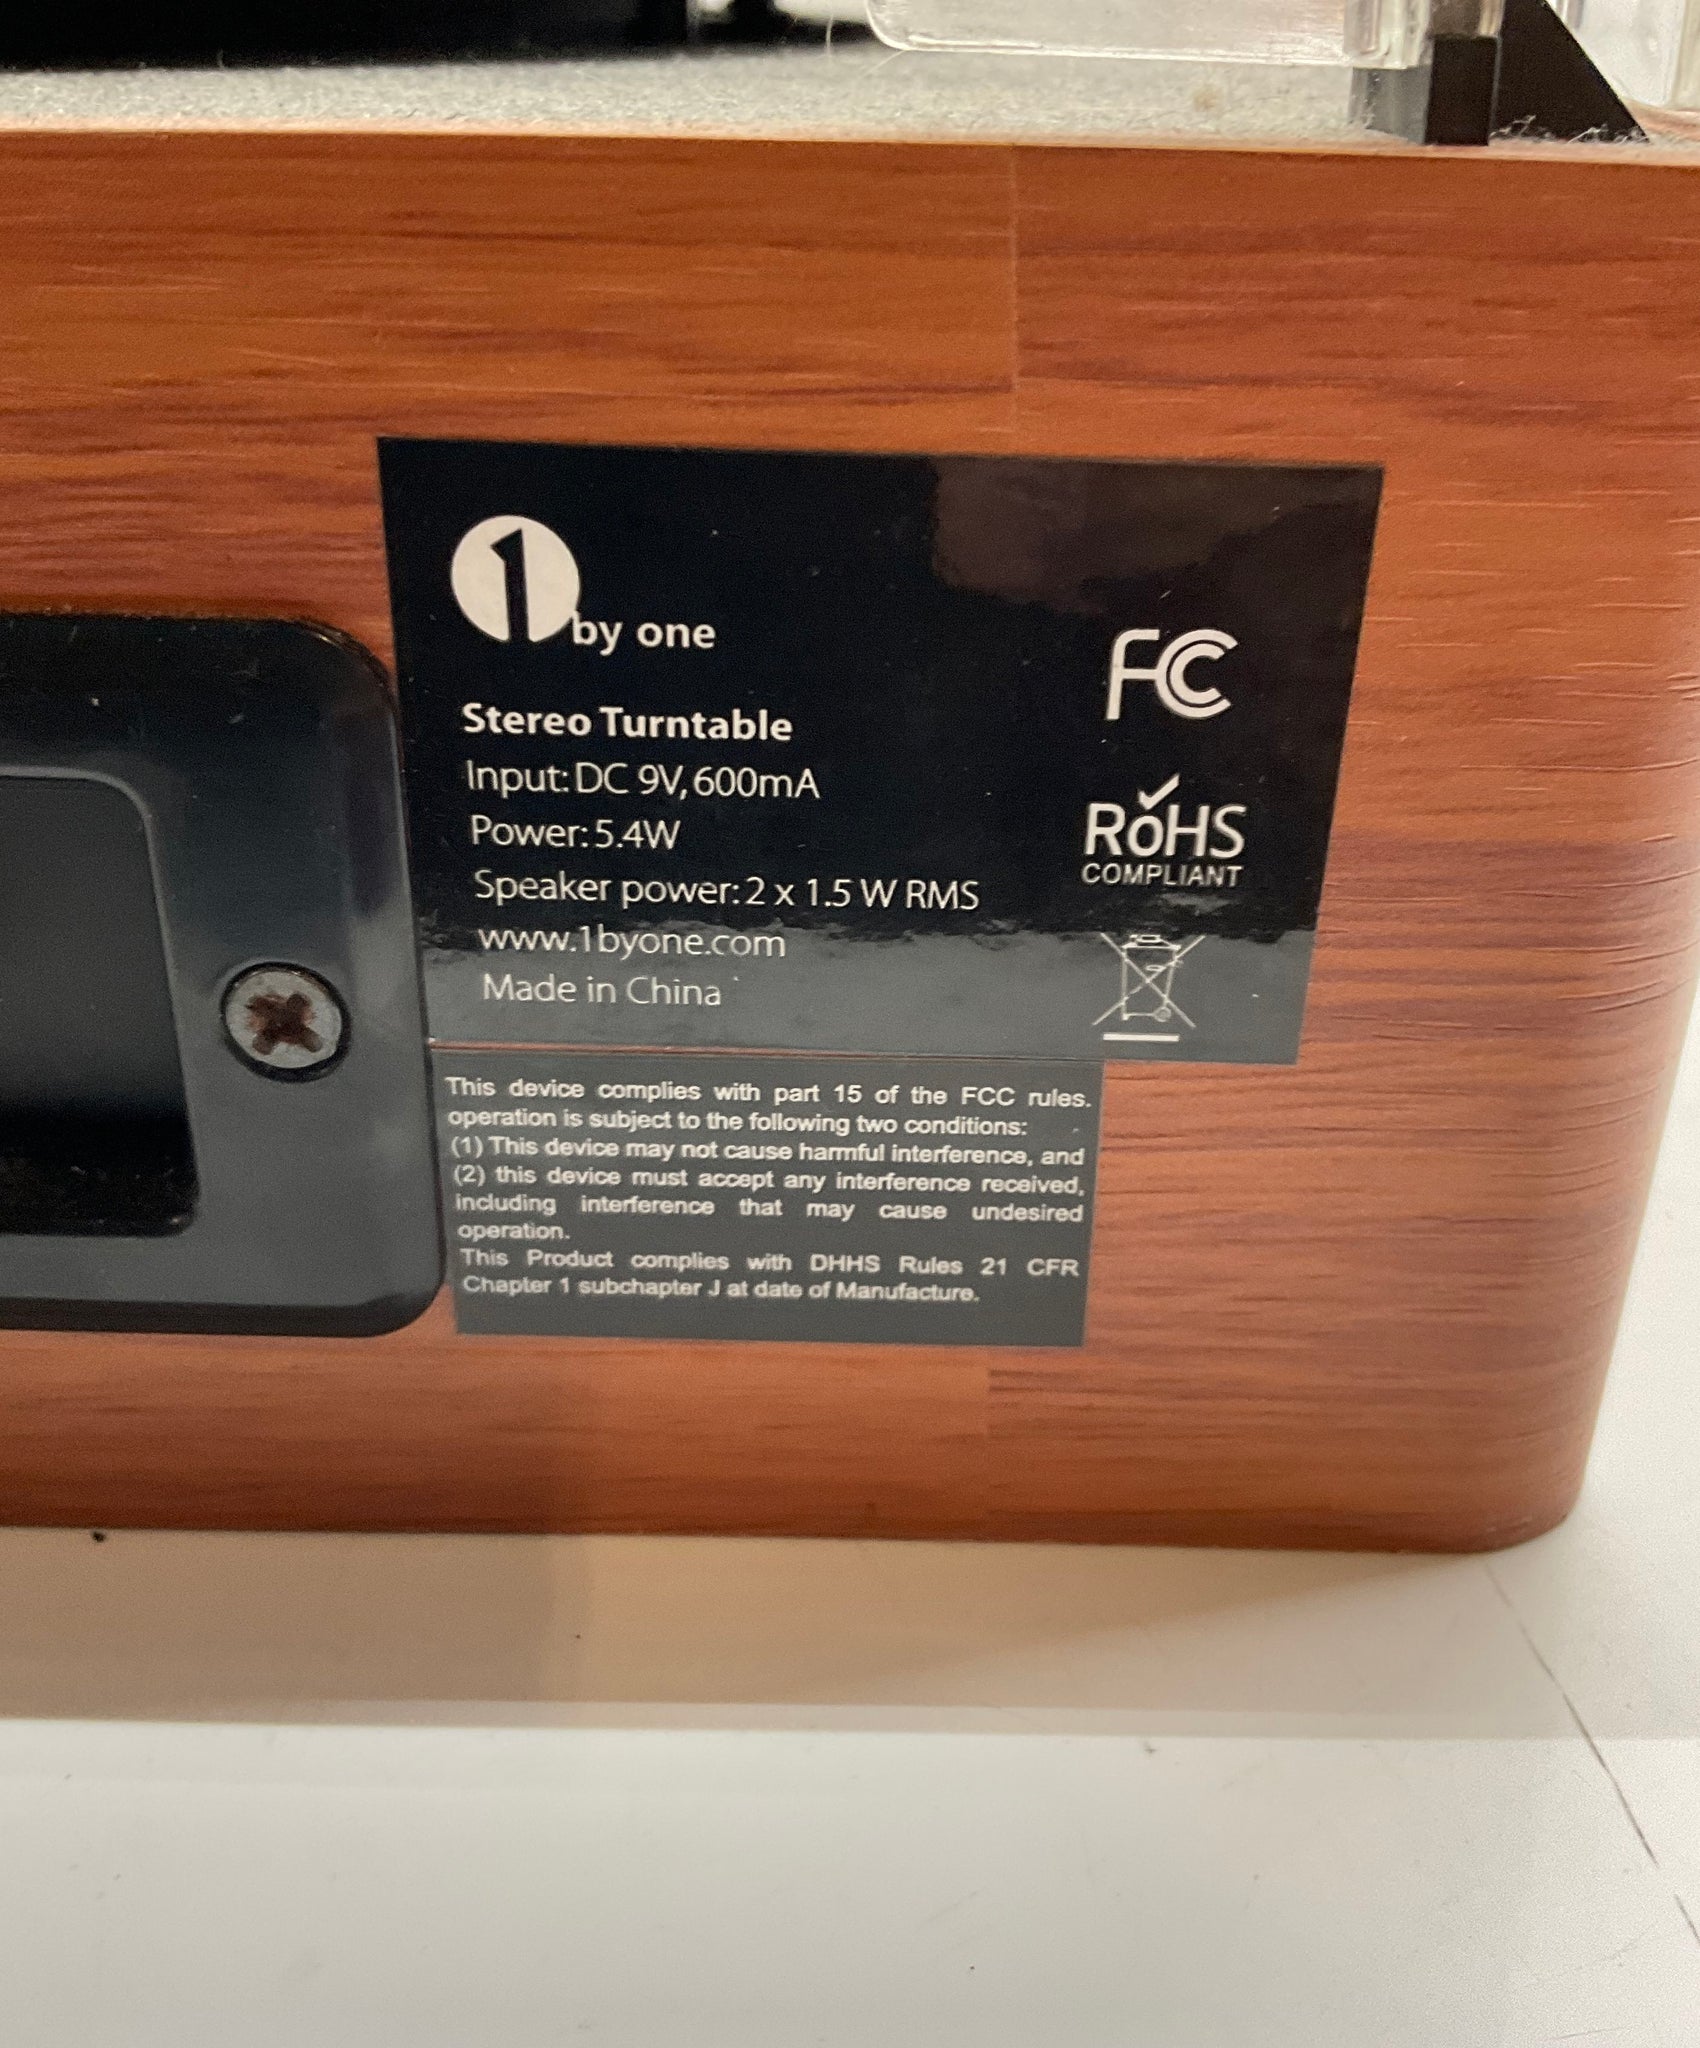 1 by one
Stereo Turntable
Input: DC 9V, 600mA
Power: 5.4W
Speaker power: 2 x 1.5 W RMS
www.1byone.com
Made in China
FC
RoHS
COMPLIANT
This device complies with part 15 of the FCC rules.
operation is subject to the following two conditions:
(1) This device may not cause harmful interference, and
(2) this device must accept any interference received,
including interference that may cause undesired
operation.
This Product complies with DHHS Rules 21 CFR
Chapter 1 subchapter J at date of Manufacture.